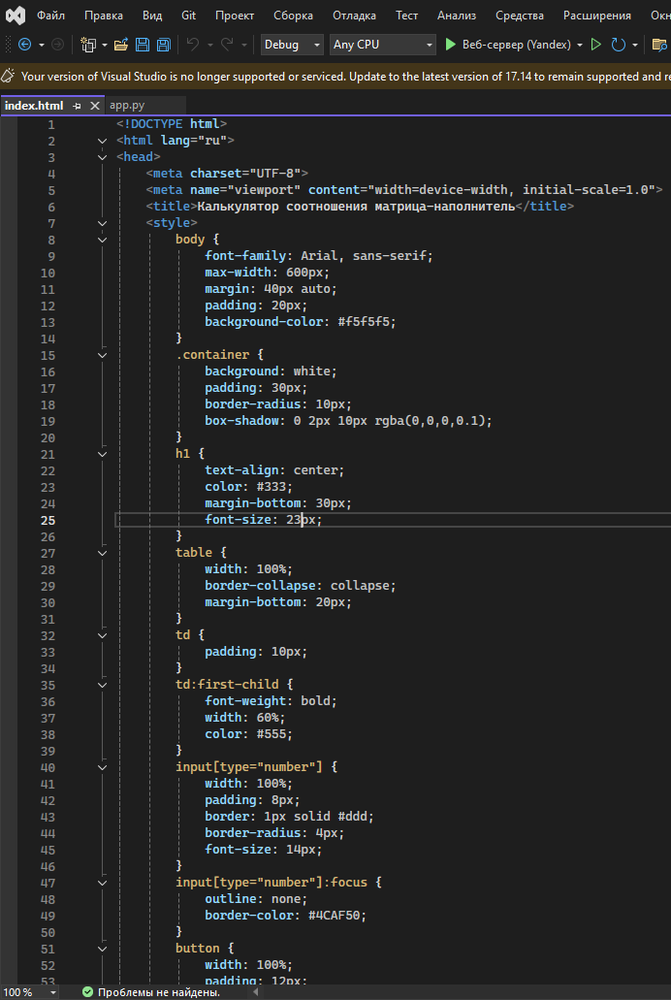 Файл Правка Вид Git Проект Сборка Отладка Тест Анализ Средства Расширения
Debug Any CPU Веб-сервер (Yandex)
Your version of Visual Studio is no longer supported or serviced. Update to the latest version of 17.14 to remain supported and
index.html app.py
1 <!DOCTYPE html>
2 <html lang="ru">
3 <head>
4 <meta charset="UTF-8">
5 <meta name="viewport" content="width=device-width, initial-scale=1.0">
6 <title>Калькулятор соотношения матрица-наполнитель</title>
7 <style>
8 body {
9 font-family: Arial, sans-serif;
10 max-width: 600px;
11 margin: 40px auto;
12 padding: 20px;
13 background-color: #f5f5f5;
14 }
15 .container {
16 background: white;
17 padding: 30px;
18 border-radius: 10px;
19 box-shadow: 0 2px 10px rgba(0,0,0,0.1);
20 }
21 h1 {
22 text-align: center;
23 color: #333;
24 margin-bottom: 30px;
25 font-size: 23px;
26 }
27 table {
28 width: 100%;
29 border-collapse: collapse;
30 margin-bottom: 20px;
31 }
32 td {
33 padding: 10px;
34 }
35 td:first-child {
36 font-weight: bold;
37 width: 60%;
38 color: #555;
39 }
40 input[type="number"] {
41 width: 100%;
42 padding: 8px;
43 border: 1px solid #ddd;
44 border-radius: 4px;
45 font-size: 14px;
46 }
47 input[type="number"]:focus {
48 outline: none;
49 border-color: #4CAF50;
50 }
51 button {
52 width: 100%;
53 padding: 12px;
100 % Проблемы не найдены.